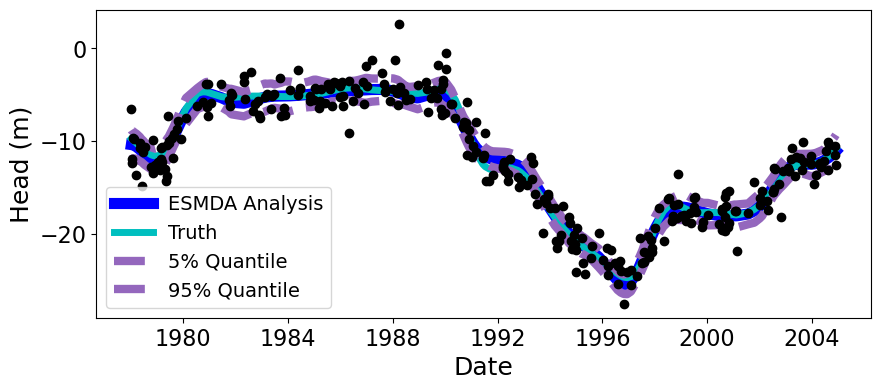 0
−10
−20
Head (m)
ESMDA Analysis
Truth
5% Quantile
95% Quantile
1980 1984 1988 1992 1996 2000 2004
Date